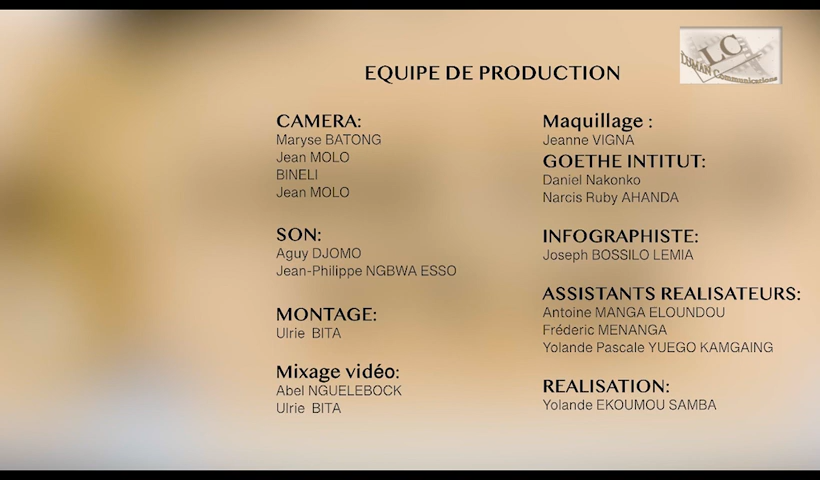 LC
LUMAN Communications
EQUIPE DE PRODUCTION
CAMERA:
Maryse BATONG
Jean MOLO
BINELI
Jean MOLO
SON:
Aguy DJOMO
Jean-Philippe NGBWA ESSO
MONTAGE:
Ulrie BITA
Mixage vidéo:
Abel NGUELEBOCK
Ulrie BITA
Maquillage :
Jeanne VIGNA
GOETHE INTITUT:
Daniel Nakonko
Narcis Ruby AHANDA
INFOGRAPHISTE:
Joseph BOSSILO LEMIA
ASSISTANTS REALISATEURS:
Antoine MANGA ELOUNDOU
Fréderic MENANGA
Yolande Pascale YUEGO KAMGAING
REALISATION:
Yolande EKOUMOU SAMBA